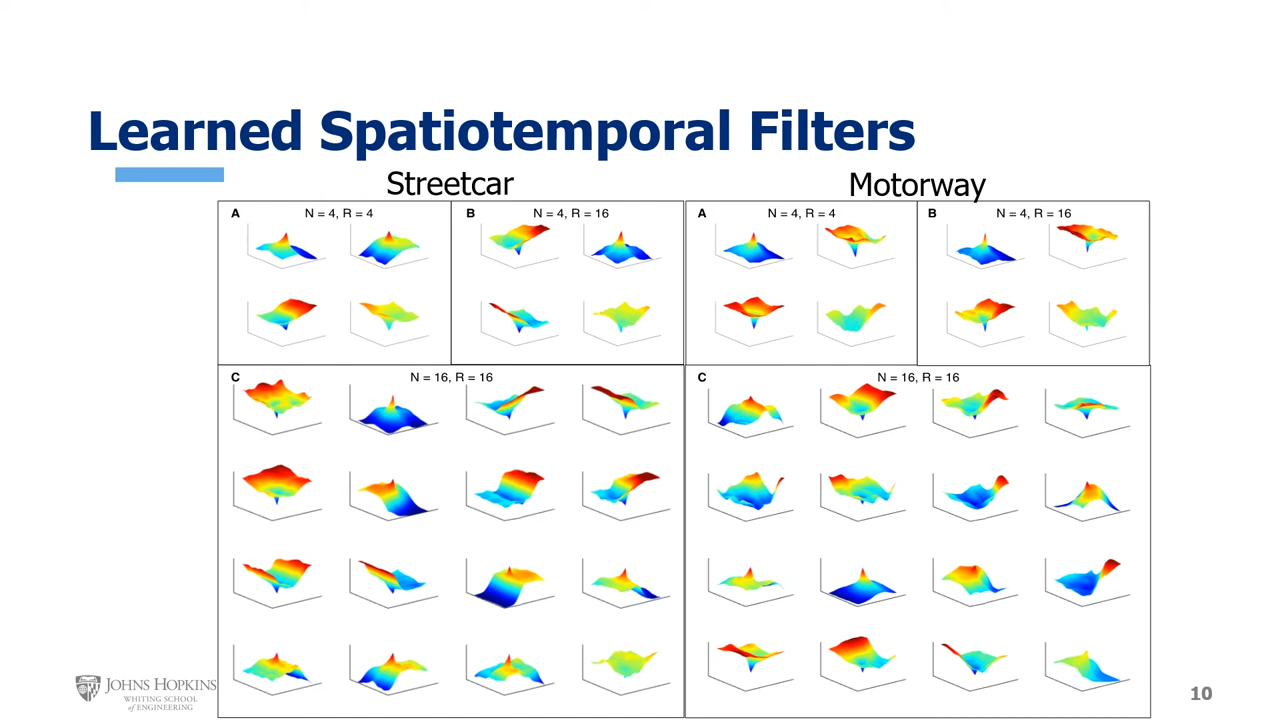 Learned Spatiotemporal Filters
Streetcar
Motorway
A N = 4, R = 4
B N = 4, R = 16
A N = 4, R = 4
B N = 4, R = 16
C N = 16, R = 16
C N = 16, R = 16
JOHNS HOPKINS
WHITING SCHOOL
of ENGINEERING
10